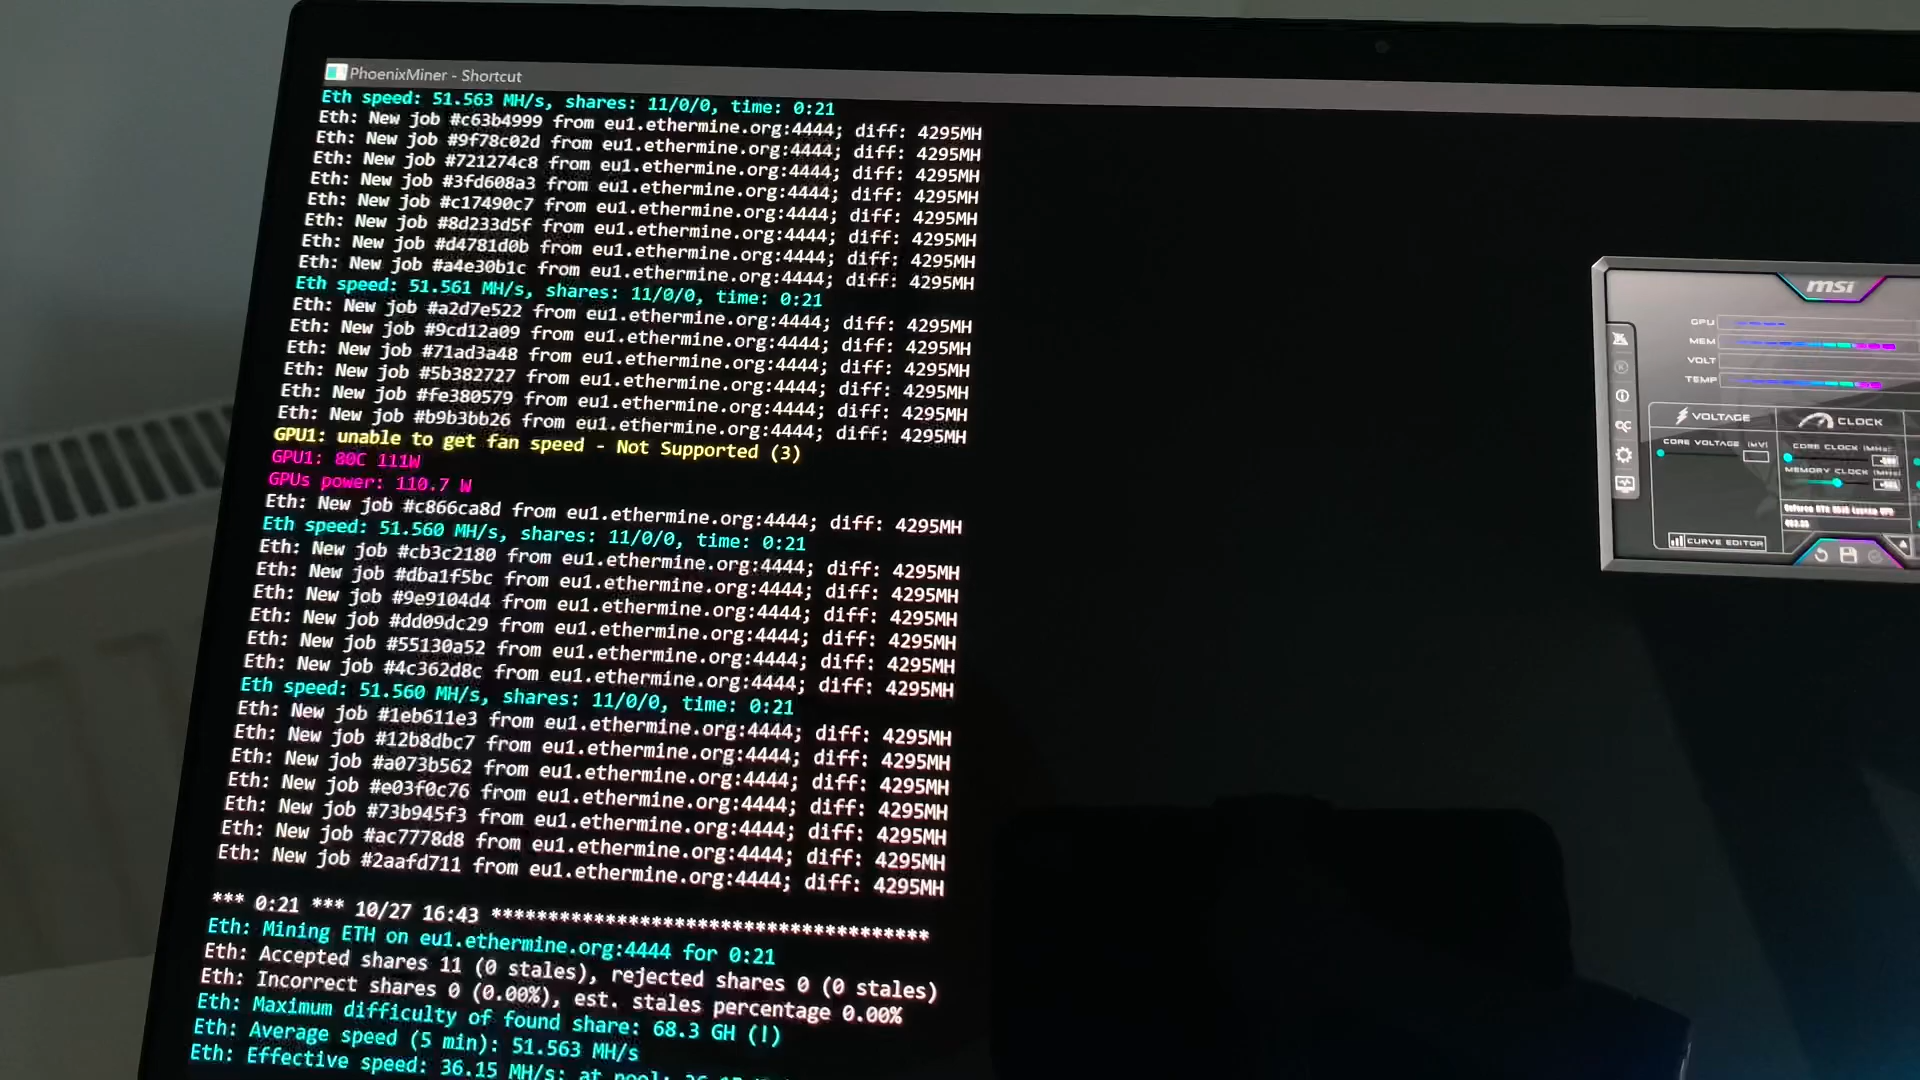 PhoenixMiner - Shortcut
Eth speed: 51.563 MH/s, shares: 11/0/0, time: 0:21
Eth: New job #c63b4999 from eu1.ethermine.org:4444; diff: 4295MH
Eth: New job #9f78c02d from eu1.ethermine.org:4444; diff: 4295MH
Eth: New job #721274c8 from eu1.ethermine.org:4444; diff: 4295MH
Eth: New job #3fd608a3 from eu1.ethermine.org:4444; diff: 4295MH
Eth: New job #c17490c7 from eu1.ethermine.org:4444; diff: 4295MH
Eth: New job #8d233d5f from eu1.ethermine.org:4444; diff: 4295MH
Eth: New job #d4781d0b from eu1.ethermine.org:4444; diff: 4295MH
Eth: New job #a4e30b1c from eu1.ethermine.org:4444; diff: 4295MH
Eth speed: 51.561 MH/s, shares: 11/0/0, time: 0:21
Eth: New job #a2d7e522 from eu1.ethermine.org:4444; diff: 4295MH
Eth: New job #9cd12a09 from eu1.ethermine.org:4444; diff: 4295MH
Eth: New job #71ad3a48 from eu1.ethermine.org:4444; diff: 4295MH
Eth: New job #5b382727 from eu1.ethermine.org:4444; diff: 4295MH
Eth: New job #fe380579 from eu1.ethermine.org:4444; diff: 4295MH
Eth: New job #b9b3bb26 from eu1.ethermine.org:4444; diff: 4295MH
GPU1: unable to get fan speed - Not Supported (3)
GPU1: 80C 111W
GPUs power: 110.7 W
Eth: New job #c866ca8d from eu1.ethermine.org:4444; diff: 4295MH
Eth speed: 51.560 MH/s, shares: 11/0/0, time: 0:21
Eth: New job #cb3c2180 from eu1.ethermine.org:4444; diff: 4295MH
Eth: New job #dba1f5bc from eu1.ethermine.org:4444; diff: 4295MH
Eth: New job #9e9104d4 from eu1.ethermine.org:4444; diff: 4295MH
Eth: New job #dd09dc29 from eu1.ethermine.org:4444; diff: 4295MH
Eth: New job #55130a52 from eu1.ethermine.org:4444; diff: 4295MH
Eth: New job #4c362d8c from eu1.ethermine.org:4444; diff: 4295MH
Eth speed: 51.560 MH/s, shares: 11/0/0, time: 0:21
Eth: New job #1eb611e3 from eu1.ethermine.org:4444; diff: 4295MH
Eth: New job #12b8dbc7 from eu1.ethermine.org:4444; diff: 4295MH
Eth: New job #a073b562 from eu1.ethermine.org:4444; diff: 4295MH
Eth: New job #e03f0c76 from eu1.ethermine.org:4444; diff: 4295MH
Eth: New job #73b945f3 from eu1.ethermine.org:4444; diff: 4295MH
Eth: New job #ac7778d8 from eu1.ethermine.org:4444; diff: 4295MH
Eth: New job #2aafd711 from eu1.ethermine.org:4444; diff: 4295MH
*** 0:21 *** 10/27 16:43 **************************************
Eth: Mining ETH on eu1.ethermine.org:4444 for 0:21
Eth: Accepted shares 11 (0 stales), rejected shares 0 (0 stales)
Eth: Incorrect shares 0 (0.00%), est. stales percentage 0.00%
Eth: Maximum difficulty of found share: 68.3 GH (!)
Eth: Average speed (5 min): 51.563 MH/s
Eth: Effective speed: 36.15 MH/s; at pool:
msi
GPU
MEM
VOLT
TEMP
VOLTAGE
CLOCK
CORE VOLTAGE (MV)
CORE CLOCK (MHz)
MEMORY CLOCK (MHz)
CURVE EDITOR